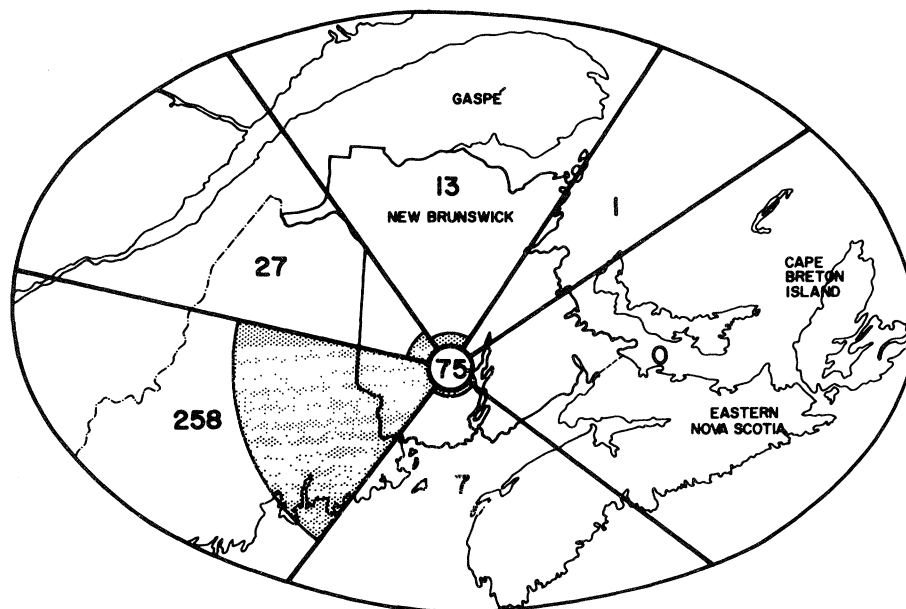 GASPÉ
13
NEW BRUNSWICK
1
CAPE
BRETON
ISLAND
27
75
0
258
EASTERN
NOVA SCOTIA
7